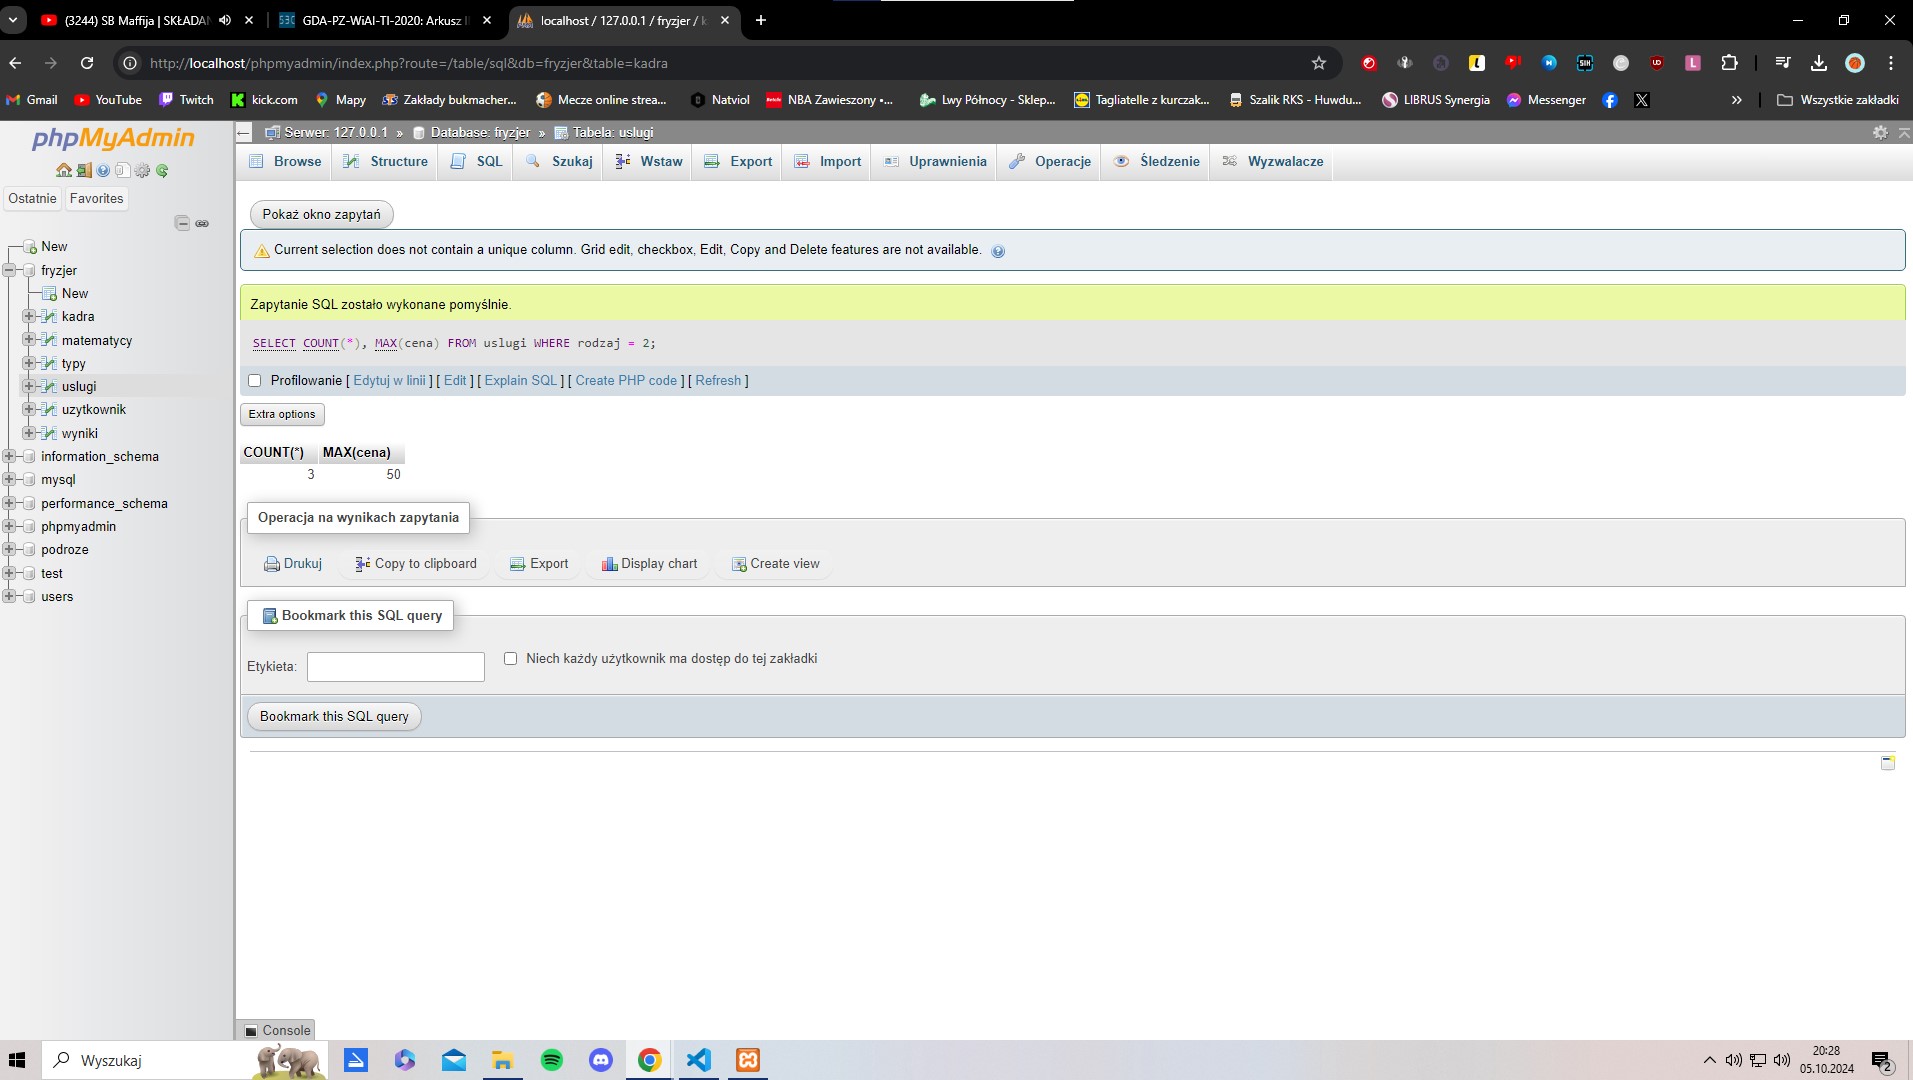 (3244) SB Maffija | SKŁADAN
GDA-PZ-WiAI-TI-2020: Arkusz I
localhost / 127.0.0.1 / fryzjer / k
http://localhost/phpmyadmin/index.php?route=/table/sql&db=fryzjer&table=kadra
Gmail
YouTube
Twitch
kick.com
Mapy
Zakłady bukmacher...
Mecze online strea...
Natviol
NBA Zawieszony •...
Lwy Północy - Sklep...
Tagliatelle z kurczak...
Szalik RKS - Huwdu...
LIBRUS Synergia
Messenger
»
Wszystkie zakładki
phpMyAdmin
Ostatnie
Favorites
New
fryzjer
New
kadra
matematycy
typy
uslugi
uzytkownik
wyniki
information_schema
mysql
performance_schema
phpmyadmin
podroze
test
users
Serwer: 127.0.0.1 » Database: fryzjer » Tabela: uslugi
Browse
Structure
SQL
Szukaj
Wstaw
Export
Import
Uprawnienia
Operacje
Śledzenie
Wyzwalacze
Pokaż okno zapytań
Current selection does not contain a unique column. Grid edit, checkbox, Edit, Copy and Delete features are not available.
Zapytanie SQL zostało wykonane pomyślnie.
SELECT COUNT(*), MAX(cena) FROM uslugi WHERE rodzaj = 2;
Profilowanie [ Edytuj w linii ] [ Edit ] [ Explain SQL ] [ Create PHP code ] [ Refresh ]
Extra options
COUNT(*) MAX(cena)
3 50
Operacja na wynikach zapytania
Drukuj
Copy to clipboard
Export
Display chart
Create view
Bookmark this SQL query
Etykieta:
Niech każdy użytkownik ma dostęp do tej zakładki
Bookmark this SQL query
Console
Wyszukaj
20:28
05.10.2024
2